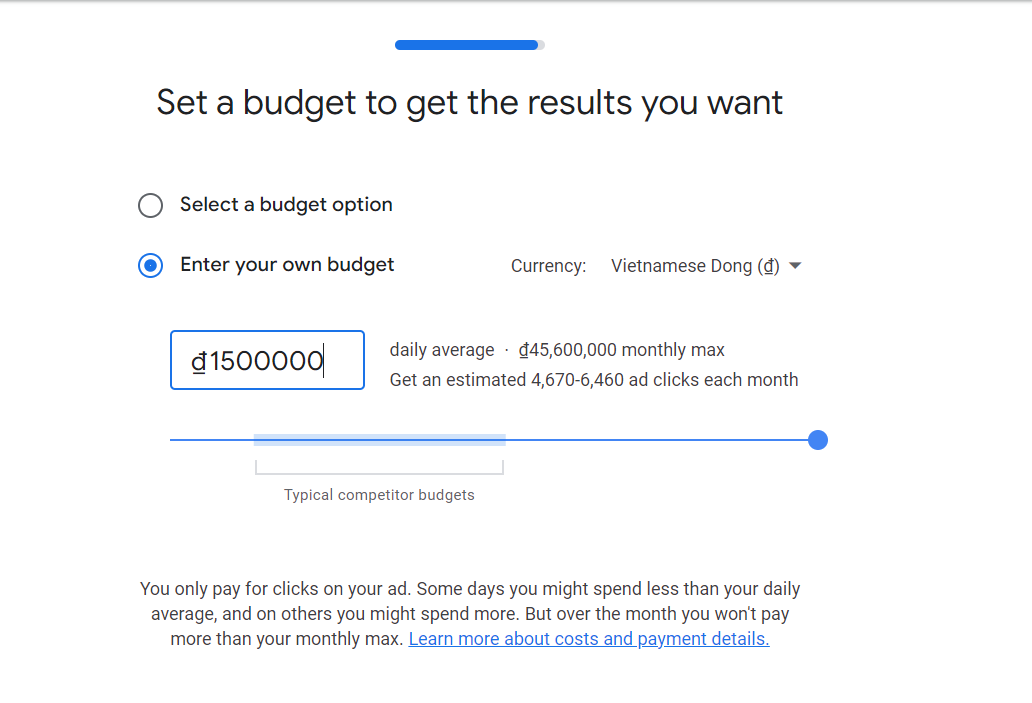 Set a budget to get the results you want
Select a budget option
Enter your own budget
Currency: Vietnamese Dong (₫)
₫1500000
daily average · ₫45,600,000 monthly max
Get an estimated 4,670-6,460 ad clicks each month
Typical competitor budgets
You only pay for clicks on your ad. Some days you might spend less than your daily
average, and on others you might spend more. But over the month you won't pay
more than your monthly max. Learn more about costs and payment details.